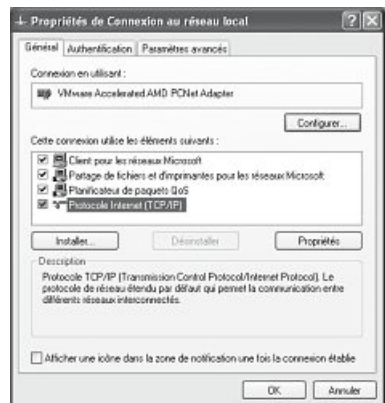 Propriétés de Connexion au réseau local
Général Authentification Paramètres avancés
Connexion en utilisant :
VMware Accelerated AMD PCNet Adapter
Configurer...
Cette connexion utilise les éléments suivants :
Client pour les réseaux Microsoft
Partage de fichiers et d'imprimantes pour les réseaux Microsoft
Planificateur de paquets QoS
Protocole Internet (TCP/IP)
Installer... Désinstaller Propriétés
Description
Protocole TCP/IP (Transmission Control Protocol/Internet Protocol). Le
protocole de réseau étendu par défaut qui permet la communication entre
différents réseaux interconnectés.
Afficher une icône dans la zone de notification une fois la connexion établie
OK Annuler